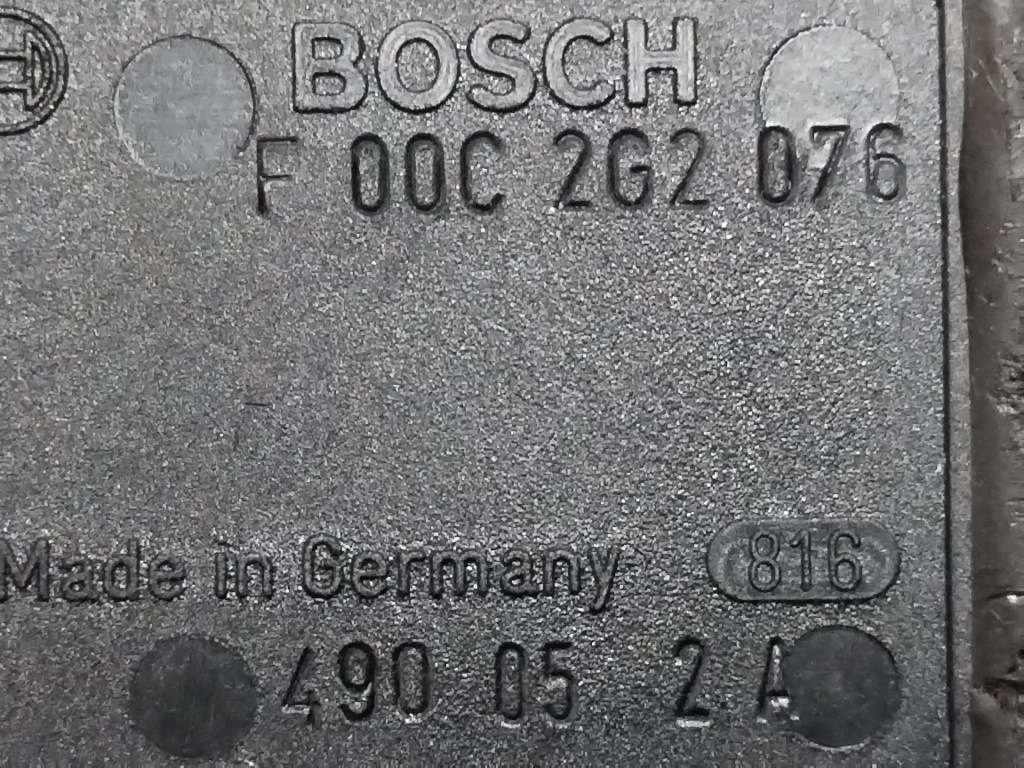 BOSCH
F 00C 2G2 076
Made in Germany 816
490 05 2 A